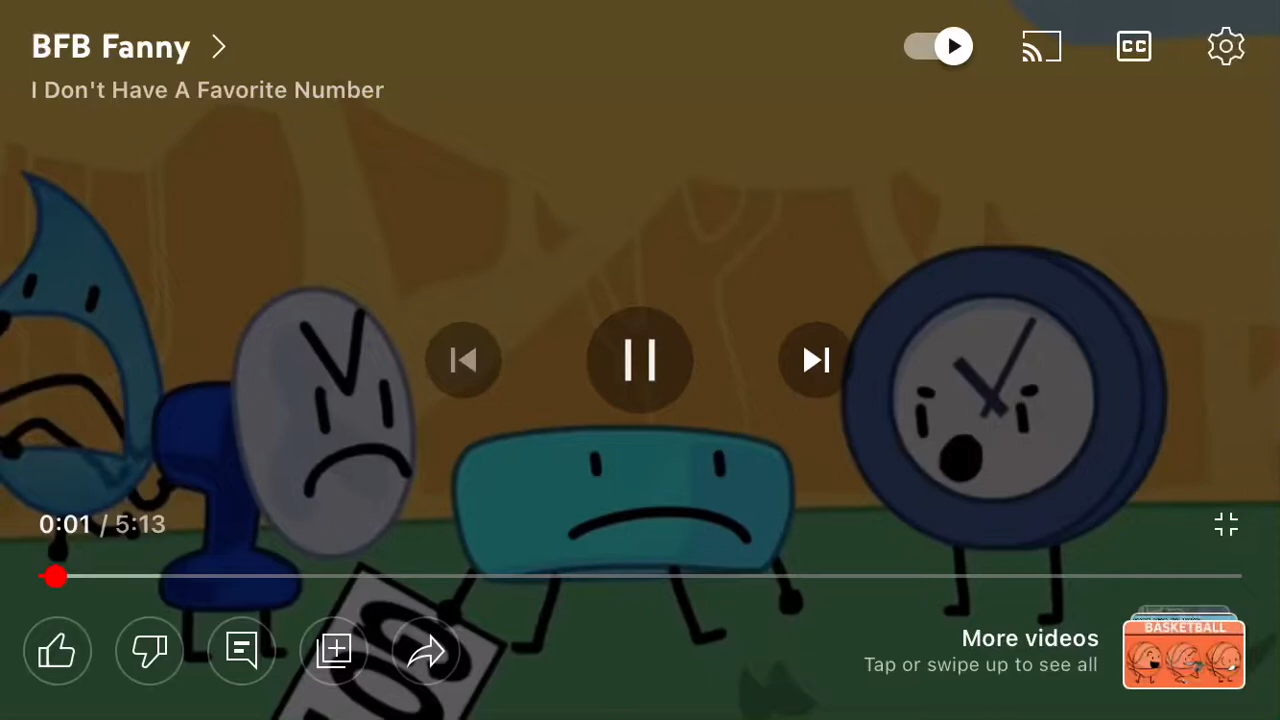 BFB Fanny
I Don't Have A Favorite Number
CC
0:01 / 5:13
More videos
Tap or swipe up to see all
BASKETBALL